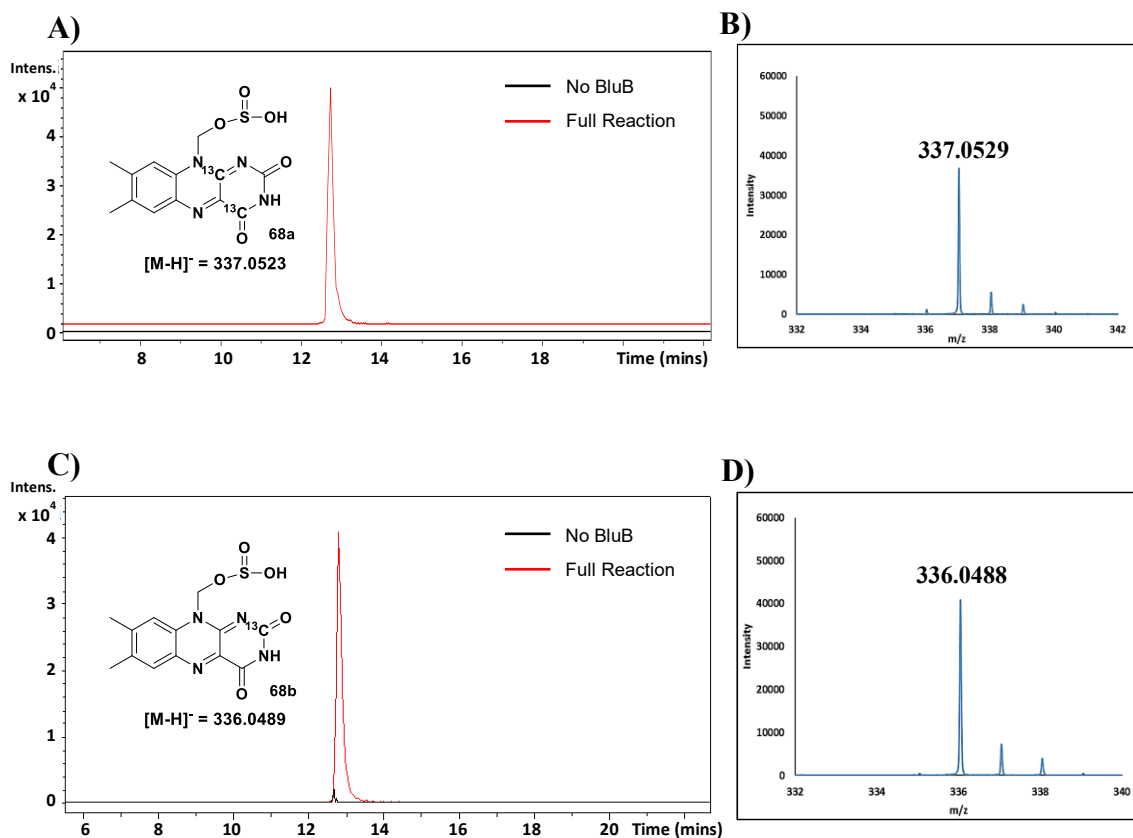 A)
Intens.
x 10^4
4
3
2
1
0
8
10
12
14
16
18
Time (mins)
No BluB
Full Reaction
O
S
OH
O
N
13C
N
O
NH
N
13C
O
68a
[M-H]- = 337.0523
B)
60000
50000
40000
30000
20000
10000
0
Intensity
337.0529
332
334
336
338
340
342
m/z
C)
Intens.
x 10^4
4
3
2
1
0
6
8
10
12
14
16
18
20
Time (mins)
No BluB
Full Reaction
O
S
OH
O
N
N
13C
O
NH
N
O
68b
[M-H]- = 336.0489
D)
60000
50000
40000
30000
20000
10000
0
Intensity
336.0488
332
334
336
338
340
m/z